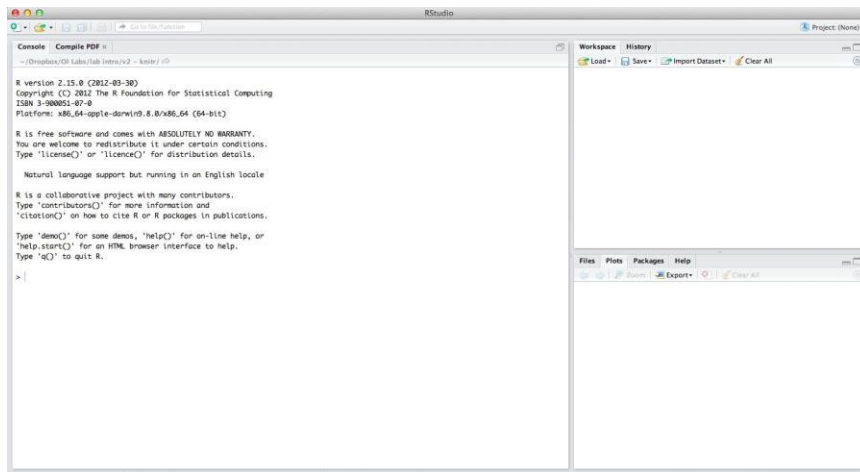 RStudio
Go to file/function
Project: (None)
Console Compile PDF
~/Dropbox/OI Labs/lab intro/v2 - knitr/
R version 2.15.0 (2012-03-30)
Copyright (C) 2012 The R Foundation for Statistical Computing
ISBN 3-900051-07-0
Platform: x86_64-apple-darwin9.8.0/x86_64 (64-bit)
R is free software and comes with ABSOLUTELY NO WARRANTY.
You are welcome to redistribute it under certain conditions.
Type 'license()' or 'licence()' for distribution details.
Natural language support but running in an English locale
R is a collaborative project with many contributors.
Type 'contributors()' for more information and
'citation()' on how to cite R or R packages in publications.
Type 'demo()' for some demos, 'help()' for on-line help, or
'help.start()' for an HTML browser interface to help.
Type 'q()' to quit R.
>
Workspace History
Load Save Import Dataset Clear All
Files Plots Packages Help
Zoom Export Clear All